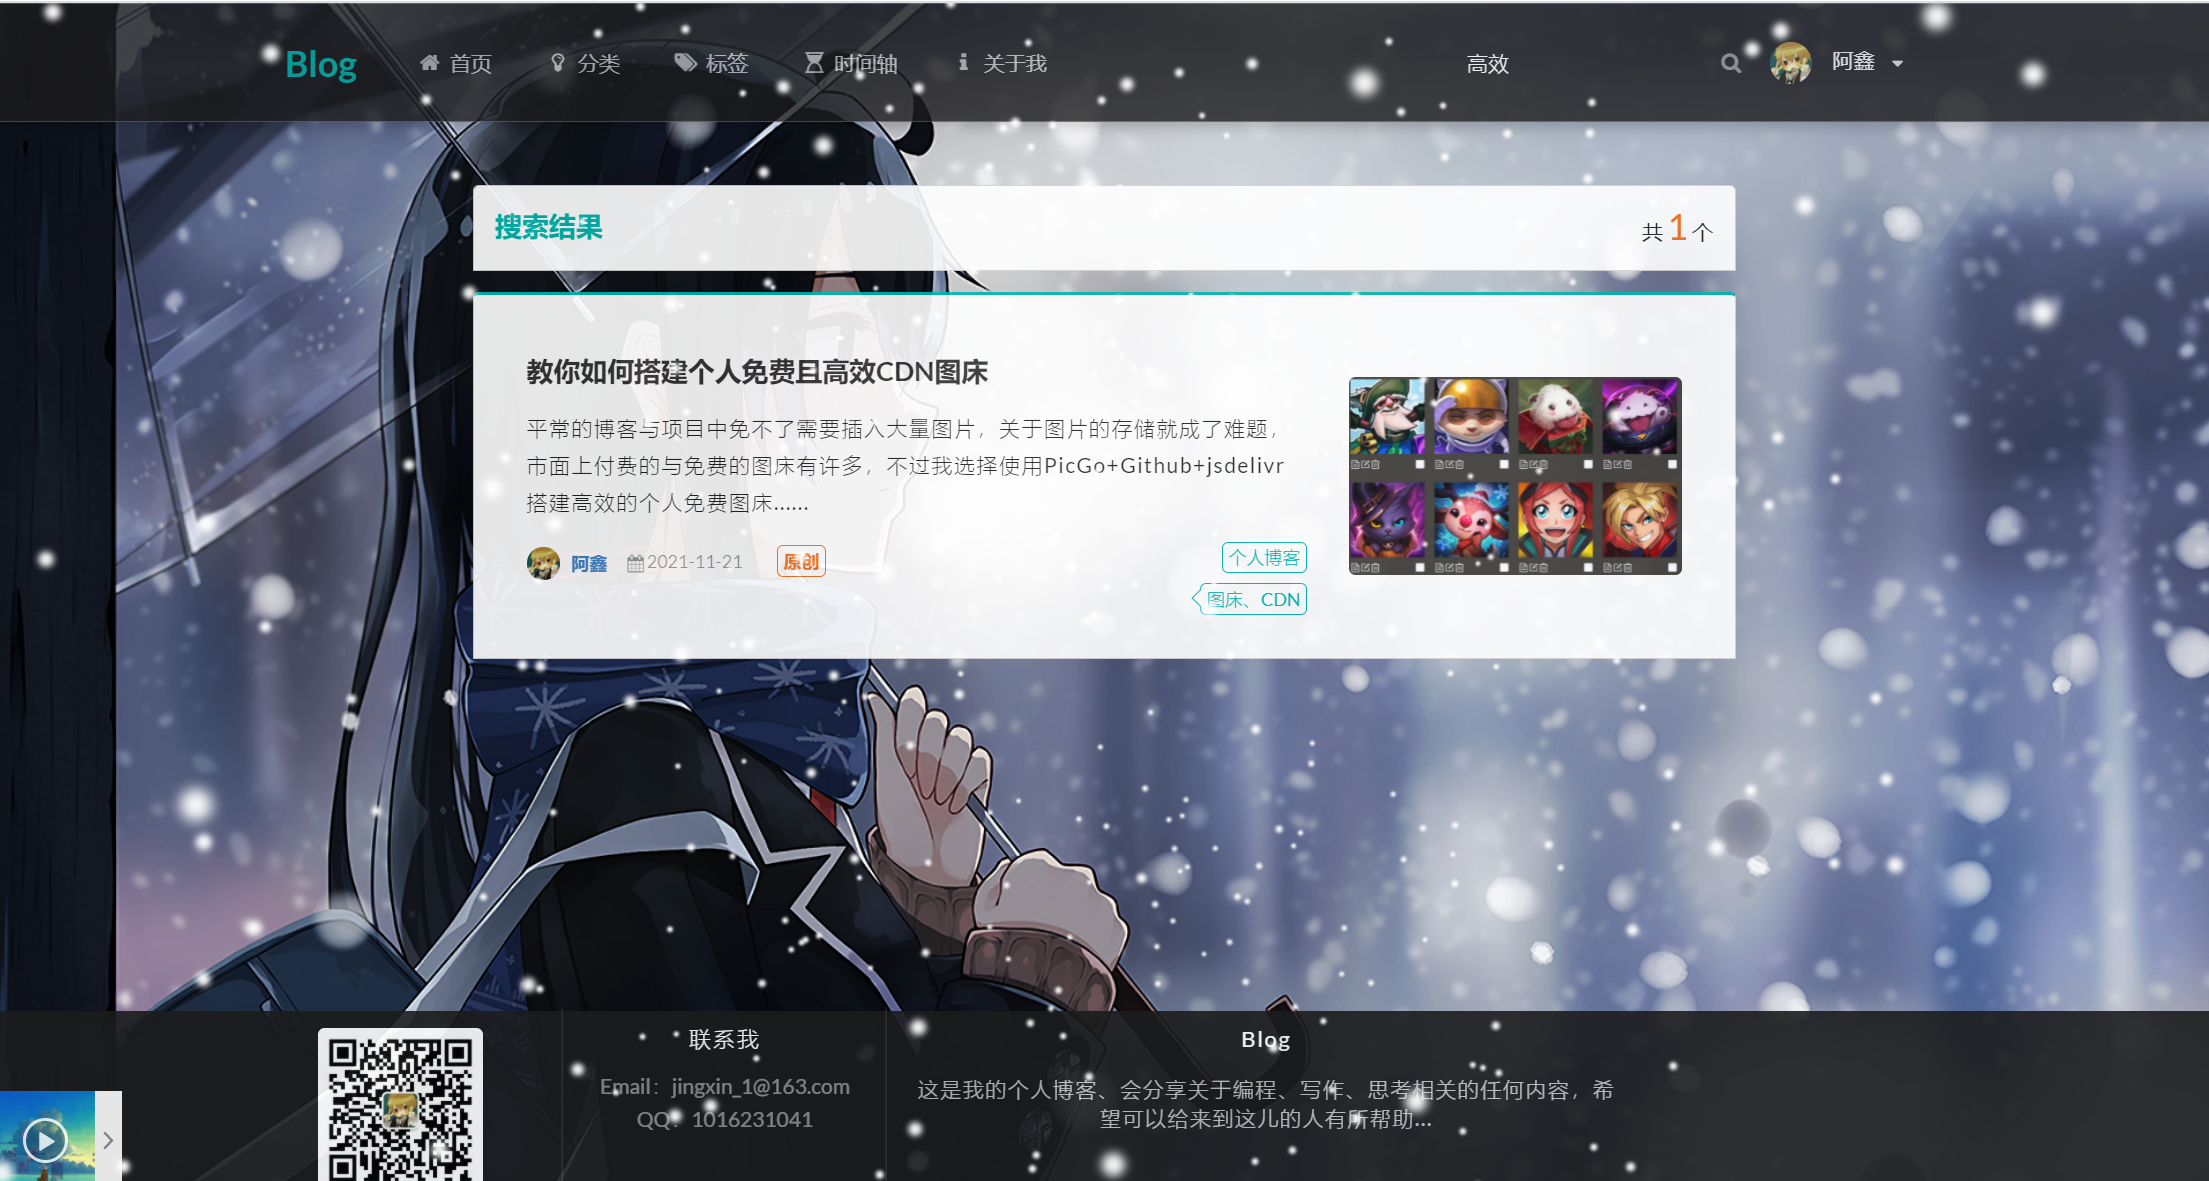 Blog 首页 分类 标签 时间轴 关于我 高效 阿鑫
搜索结果 共 1 个
教你如何搭建个人免费且高效CDN图床
平常的博客与项目中免不了需要插入大量图片，关于图片的存储就成了难题，
市面上付费的与免费的图床有许多，不过我选择使用PicGo+Github+jsdelivr
搭建高效的个人免费图床......
阿鑫 2021-11-21 原创 个人博客
图床、CDN
联系我
Email：jingxin_1@163.com
QQ：1016231041
Blog
这是我的个人博客、会分享关于编程、写作、思考相关的任何内容，希
望可以给来到这儿的人有所帮助...